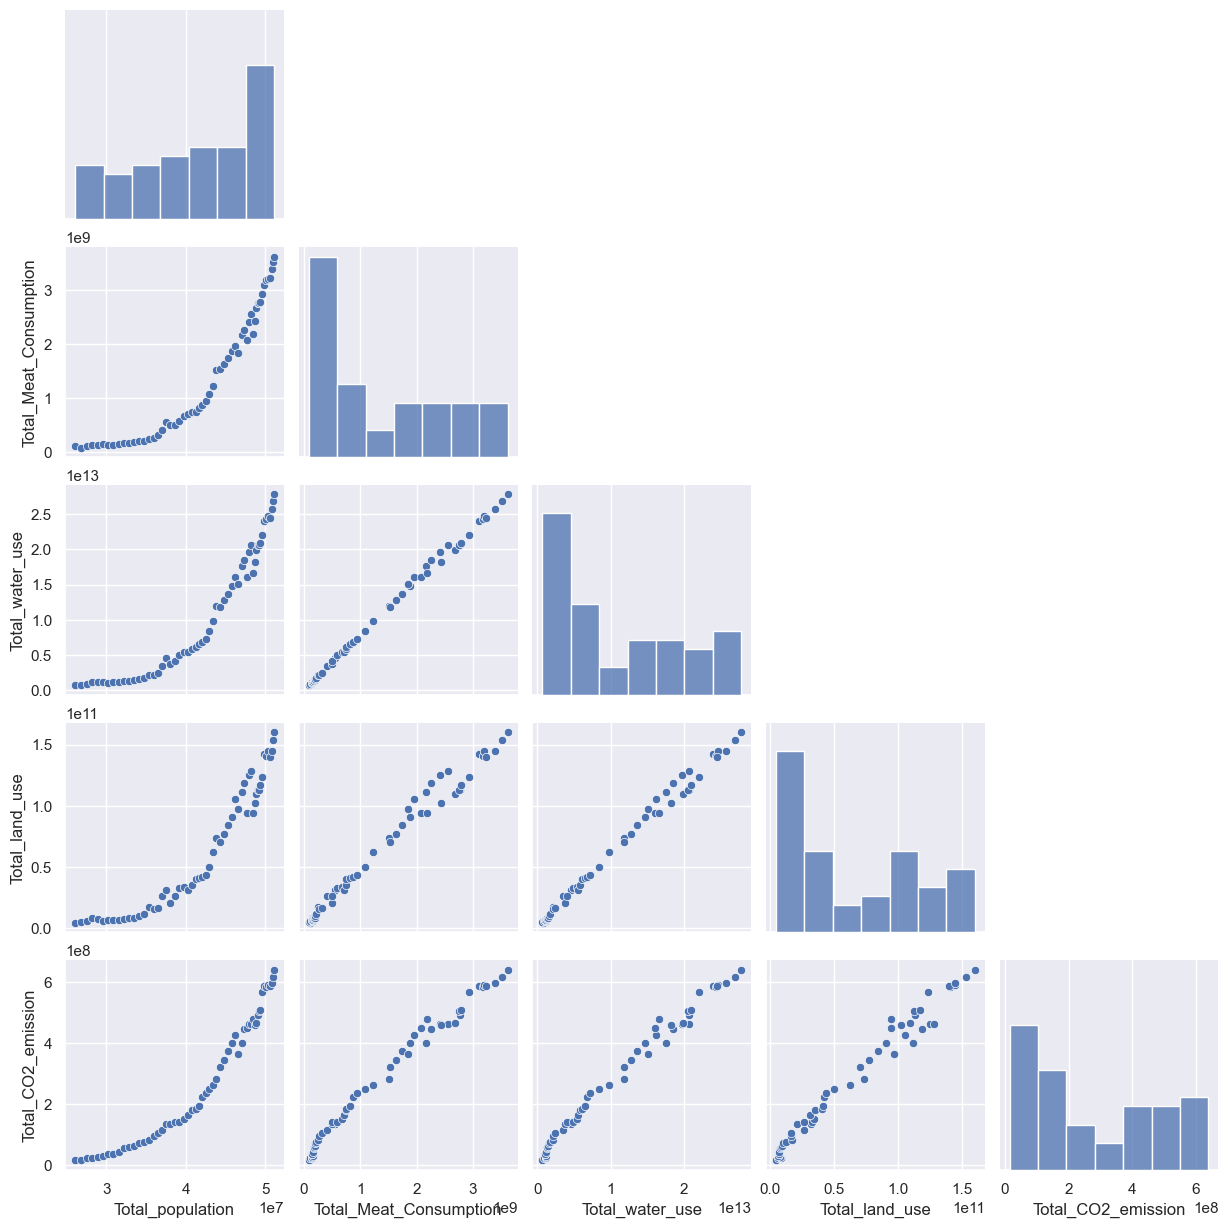 1e9
Total_Meat_Consumption
3
2
1
0
1e13
Total_water_use
2.5
2.0
1.5
1.0
0.5
0.0
1e11
Total_land_use
1.5
1.0
0.5
0.0
1e8
Total_CO2_emission
6
4
2
0
3 4 5
Total_population 1e7
0 1 2 3
Total_Meat_Consumption 1e9
0 1 2
Total_water_use 1e13
0.0 0.5 1.0 1.5
Total_land_use 1e11
0 2 4 6
Total_CO2_emission 1e8